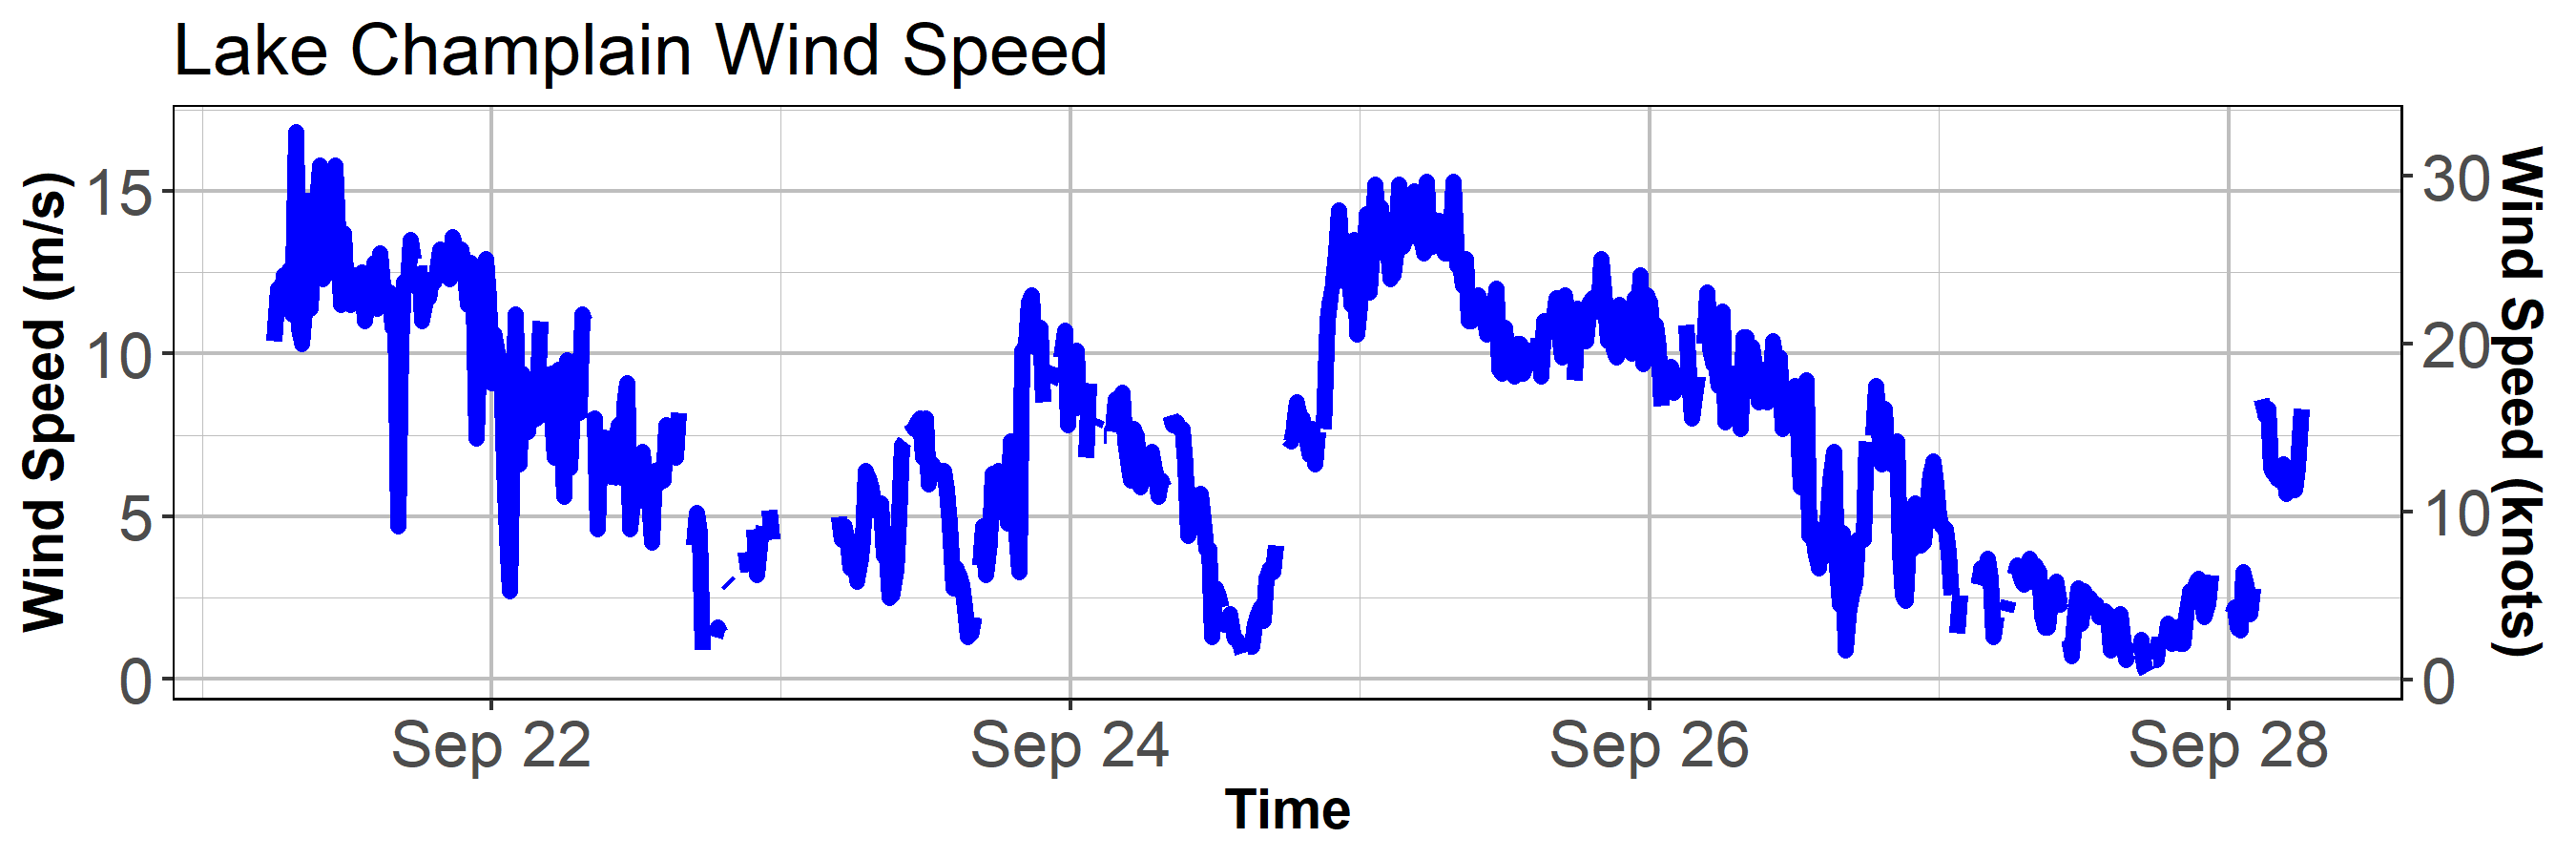 Lake Champlain Wind Speed
Wind Speed (m/s)
15
10
5
0
30
20
10
0
Wind Speed (knots)
Sep 22
Sep 24
Sep 26
Sep 28
Time